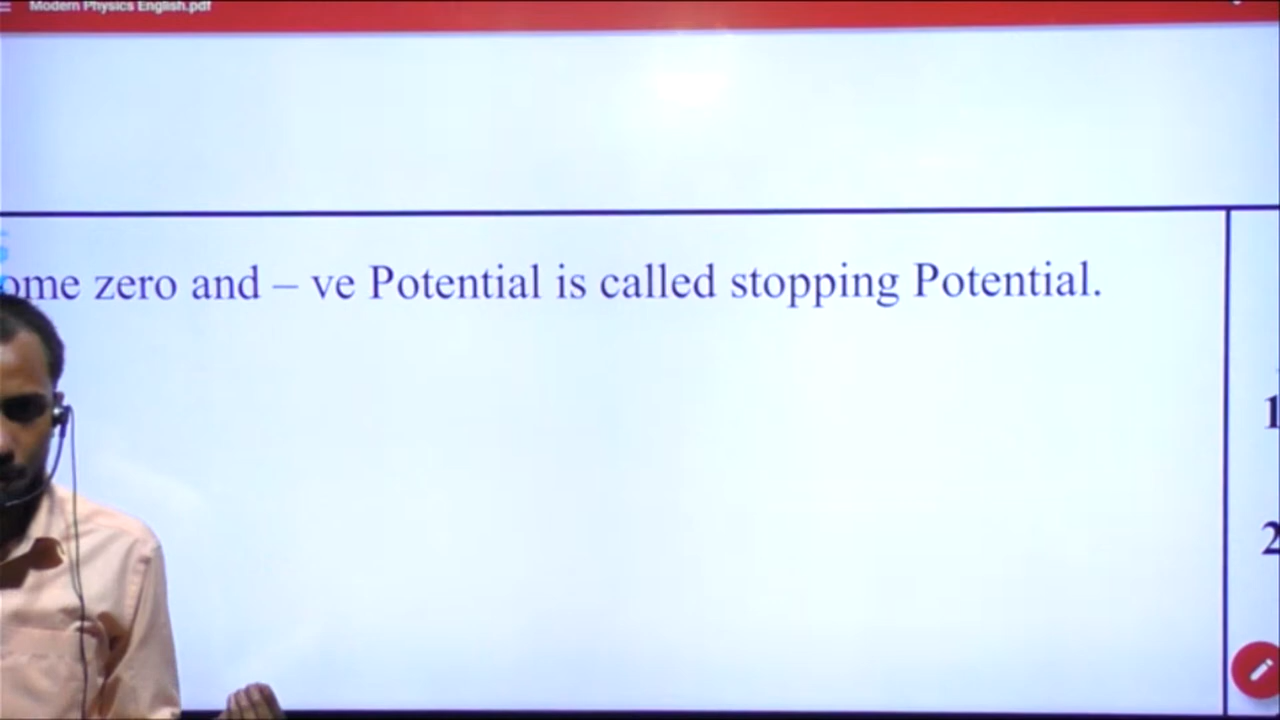 Modern Physics English.pdf
ome zero and – ve Potential is called stopping Potential.
1
2